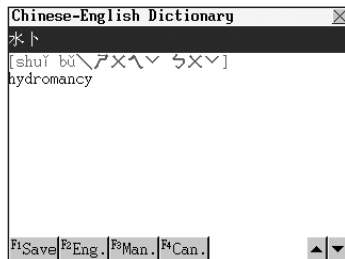 Chinese-English Dictionary
水卜
[shuǐ bǔ╲ㄕㄨㄟˇ ㄅㄨˇ]
hydromancy
F1Save F2Eng. F3Man. F4Can.